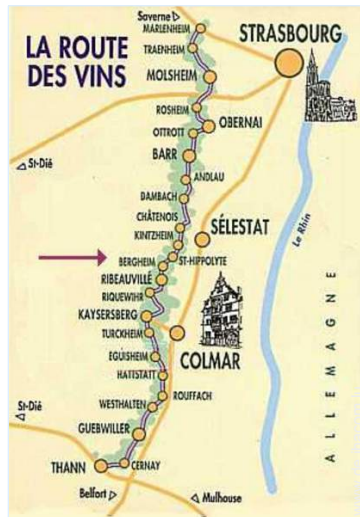 LA ROUTE
DES VINS
Saverne
MARLENHEIM
TRAENHEIM
MOLSHEIM
STRASBOURG
ROSHEIM
OBERNAI
OTTROTT
BARR
St-Dié
ANDLAU
DAMBACH
CHÂTENOIS
KINTZHEIM
SÉLESTAT
Le Rhin
BERGHEIM
ST-HIPPOLYTE
RIBEAUVILLÉ
RIQUEWIHR
KAYSERSBERG
TURCKHEIM
COLMAR
EGUISHEIM
HATTSTATT
ALLEMAGNE
St-Dié
WESTHALTEN
ROUFFACH
GUEBWILLER
THANN
CERNAY
Belfort
Mulhouse